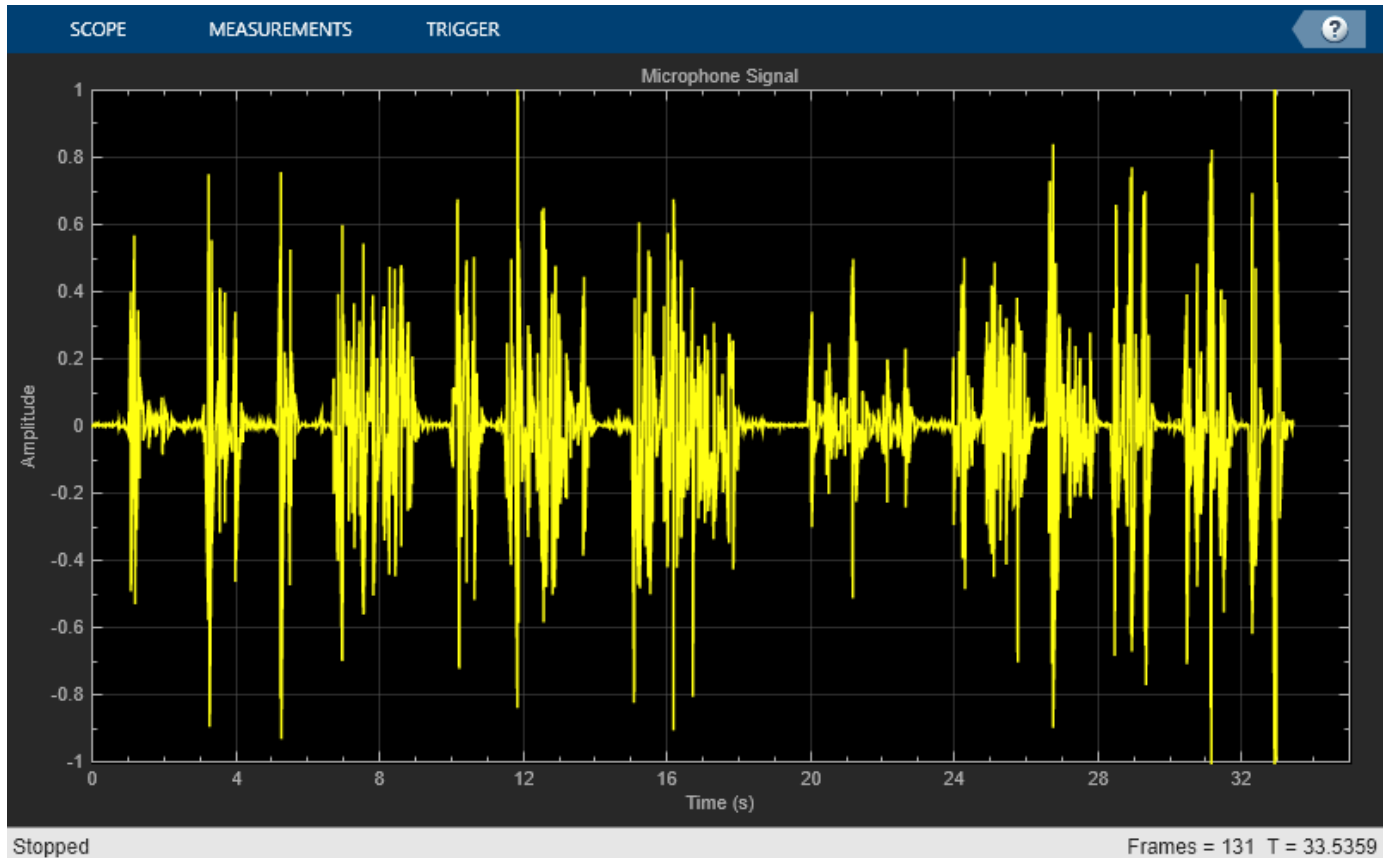 SCOPE MEASUREMENTS TRIGGER ?
Microphone Signal
1
0.8
0.6
0.4
0.2
0
-0.2
-0.4
-0.6
-0.8
-1
Amplitude
0 4 8 12 16 20 24 28 32
Time (s)
Stopped Frames = 131 T = 33.5359